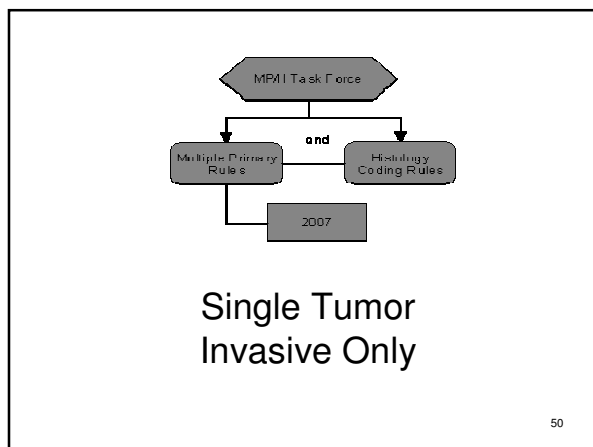 MP/H Task Force
and
Multiple Primary
Rules
Histology
Coding Rules
2007
Single Tumor
Invasive Only
50